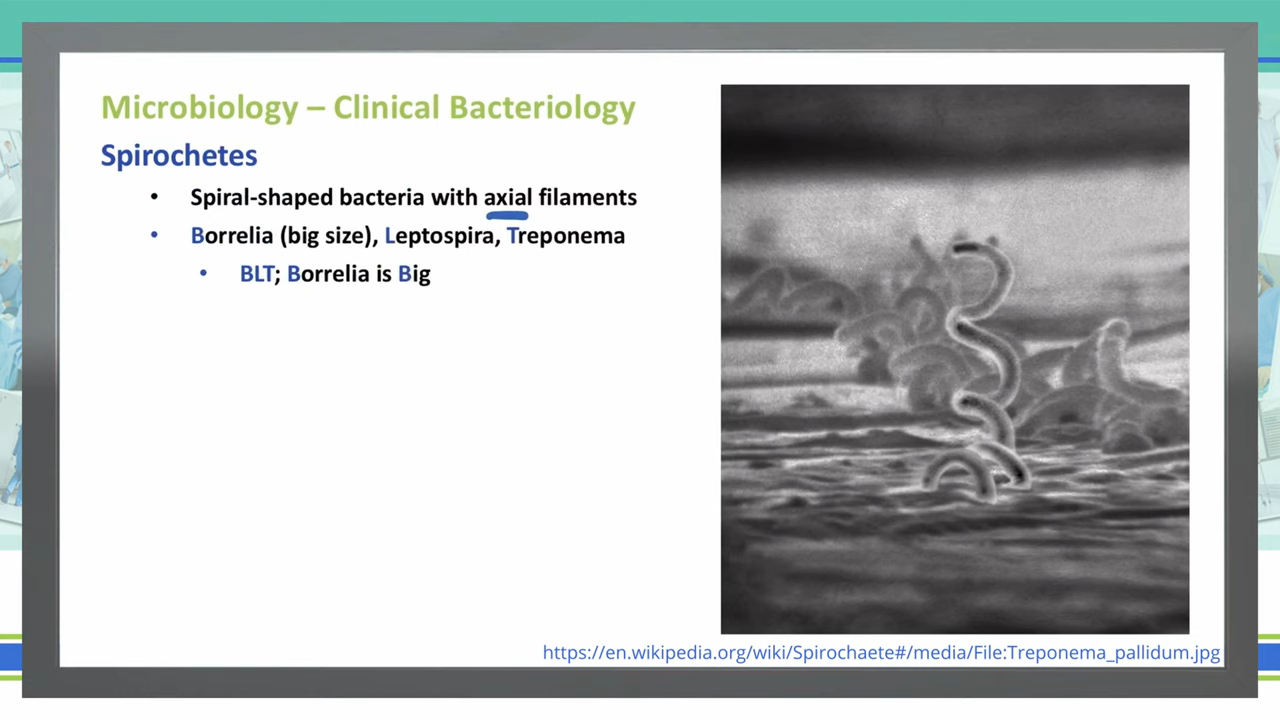 Microbiology – Clinical Bacteriology
Spirochetes
• Spiral-shaped bacteria with axial filaments
• Borrelia (big size), Leptospira, Treponema
• BLT; Borrelia is Big
https://en.wikipedia.org/wiki/Spirochaete#/media/File:Treponema_pallidum.jpg